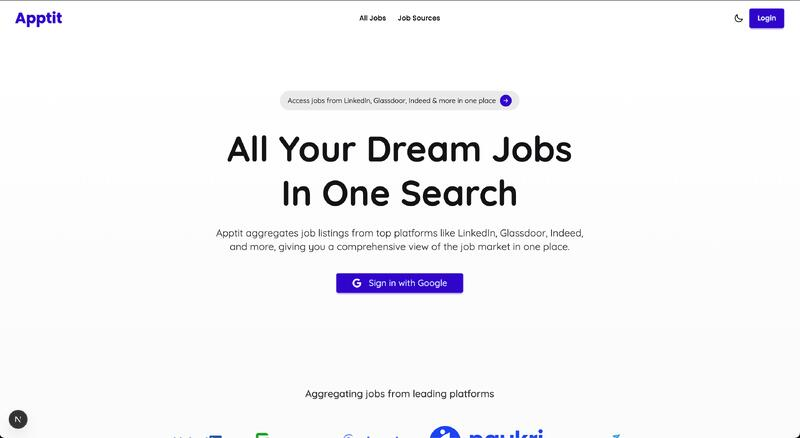 Apptit
All Jobs
Job Sources
Login
Access jobs from LinkedIn, Glassdoor, Indeed & more in one place
All Your Dream Jobs
In One Search
Apptit aggregates job listings from top platforms like LinkedIn, Glassdoor, Indeed,
and more, giving you a comprehensive view of the job market in one place.
G Sign in with Google
Aggregating jobs from leading platforms
N
naukri